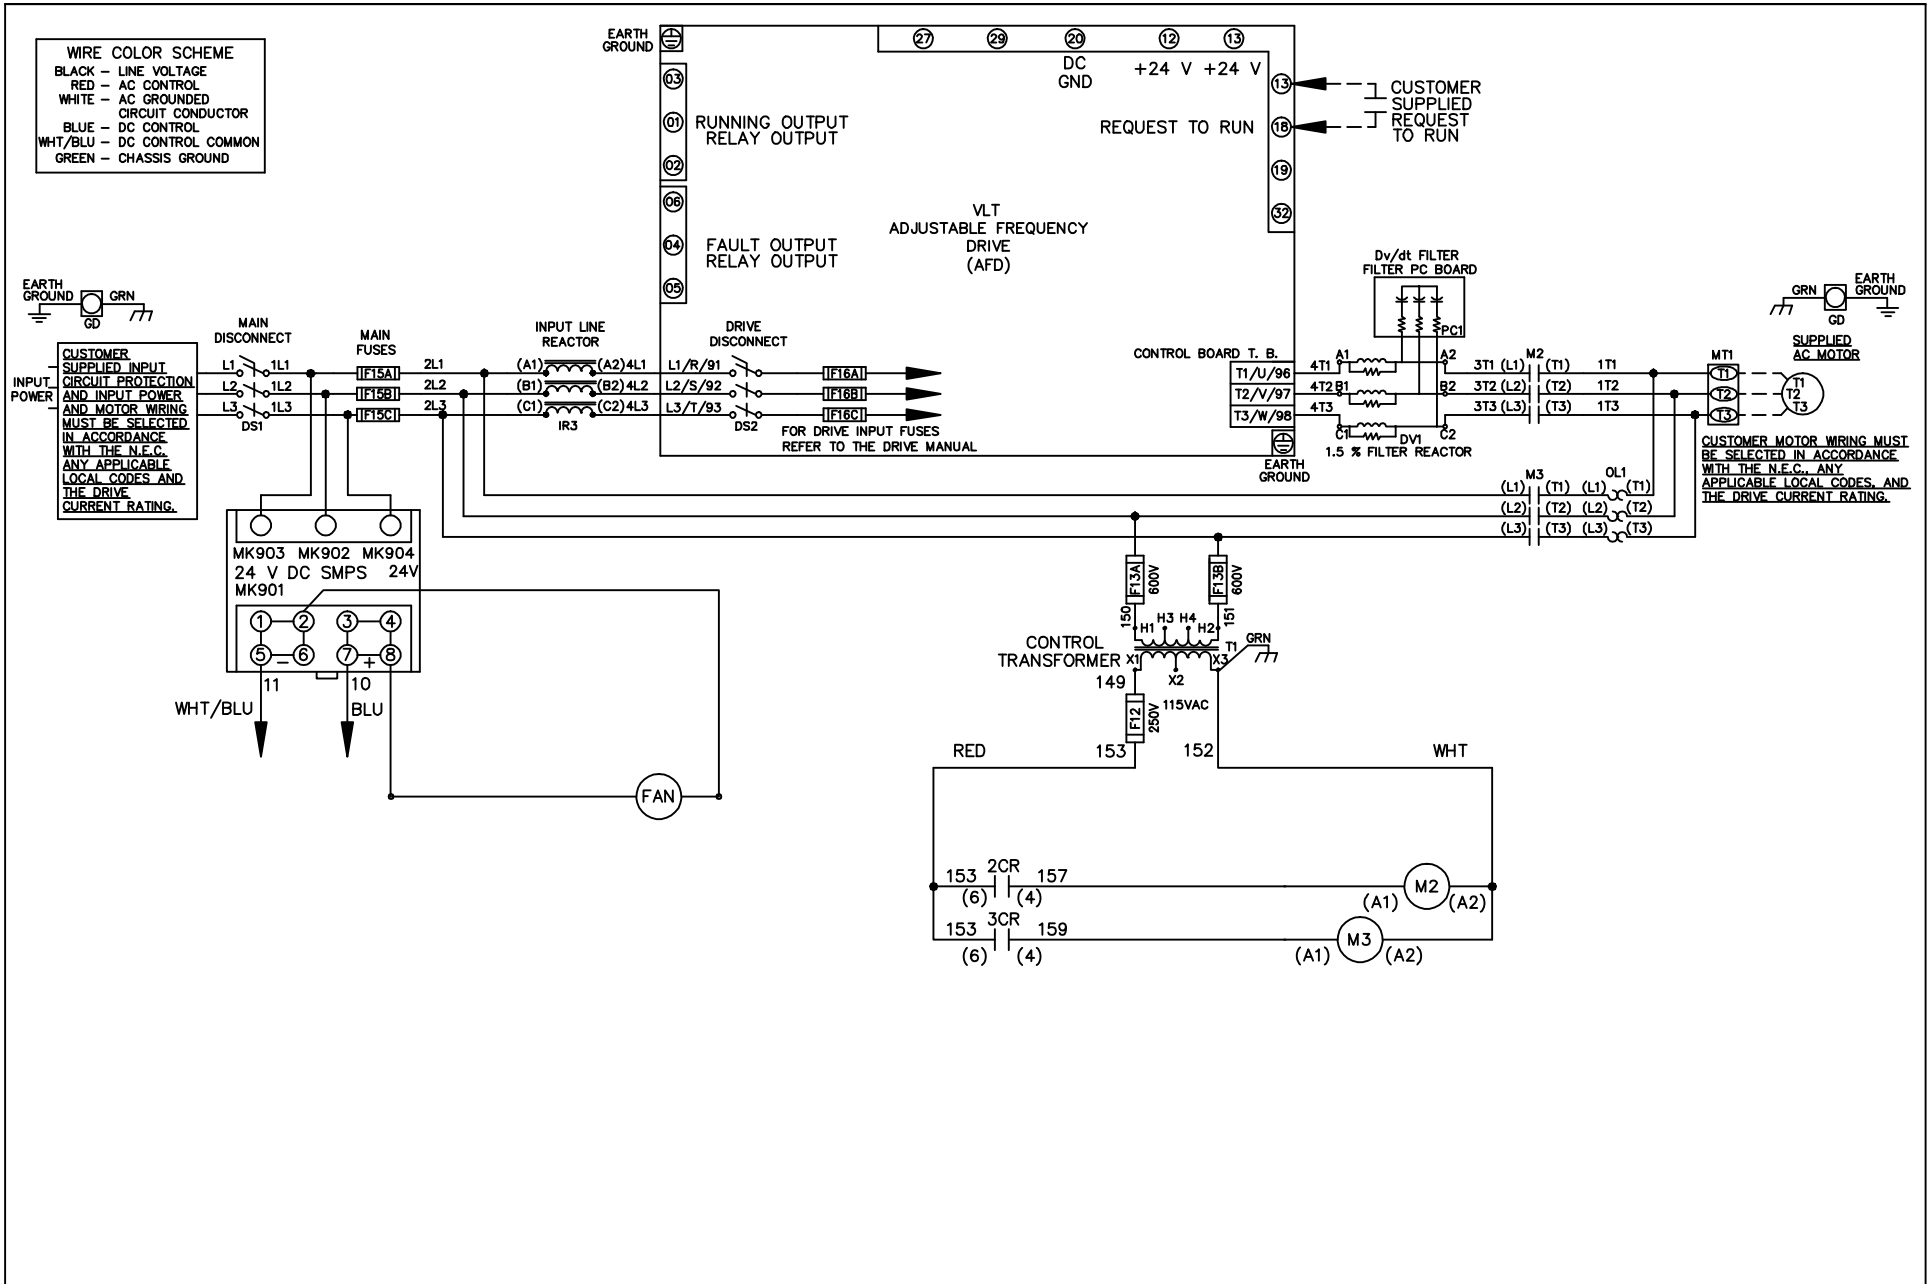 WIRE COLOR SCHEME
BLACK – LINE VOLTAGE
RED – AC CONTROL
WHITE – AC GROUNDED
CIRCUIT CONDUCTOR
BLUE – DC CONTROL
WHT/BLU – DC CONTROL COMMON
GREEN – CHASSIS GROUND
EARTH
GROUND
03
01
02
RUNNING OUTPUT
RELAY OUTPUT
06
04
05
FAULT OUTPUT
RELAY OUTPUT
27 29 20 12 13
DC
GND
+24 V +24 V
13
REQUEST TO RUN 18
19
32
CUSTOMER
SUPPLIED
REQUEST
TO RUN
VLT
ADJUSTABLE FREQUENCY
DRIVE
(AFD)
Dv/dt FILTER
FILTER PC BOARD
PC1
EARTH
GROUND GRN
GD
INPUT
POWER
CUSTOMER
SUPPLIED INPUT
CIRCUIT PROTECTION
AND INPUT POWER
AND MOTOR WIRING
MUST BE SELECTED
IN ACCORDANCE
WITH THE N.E.C.
ANY APPLICABLE
LOCAL CODES AND
THE DRIVE
CURRENT RATING.
MAIN
DISCONNECT
L1 1L1
L2 1L2
L3 1L3
DS1
MAIN
FUSES
F15A 2L1
F15B 2L2
F15C 2L3
INPUT LINE
REACTOR
(A1) (A2) 4L1
(B1) (B2) 4L2
(C1) (C2) 4L3
IR3
DRIVE
DISCONNECT
L1/R/91
L2/S/92
L3/T/93
DS2
F16A
F16B
F16C
FOR DRIVE INPUT FUSES
REFER TO THE DRIVE MANUAL
CONTROL BOARD T. B.
T1/U/96 4T1 A1 A2 3T1 (L1) M2 (T1) 1T1
T2/V/97 4T2 B1 B2 3T2 (L2) (T2) 1T2
T3/W/98 4T3 C1 C2 3T3 (L3) (T3) 1T3
DV1
1.5 % FILTER REACTOR
EARTH
GROUND
GRN EARTH
GROUND
GD
SUPPLIED
AC MOTOR
MT1
T1
T2
T3
T1
T2
T3
CUSTOMER MOTOR WIRING MUST
BE SELECTED IN ACCORDANCE
WITH THE N.E.C., ANY
APPLICABLE LOCAL CODES, AND
THE DRIVE CURRENT RATING.
M3 OL1
(L1) (T1) (L1) (T1)
(L2) (T2) (L2) (T2)
(L3) (T3) (L3) (T3)
MK903 MK902 MK904
24 V DC SMPS 24V
MK901
1 2 3 4
5 – 6 7 + 8
11 10
WHT/BLU BLU
FAN
F13A 600V
F13B 600V
150 151
H1 H3 H4 H2
CONTROL
TRANSFORMER
T1 GRN
X1 X2 X3
149
F12 250V
115VAC
RED 153 152 WHT
153 2CR 157
(6) (4)
M2
(A1) (A2)
153 3CR 159
(6) (4)
M3
(A1) (A2)